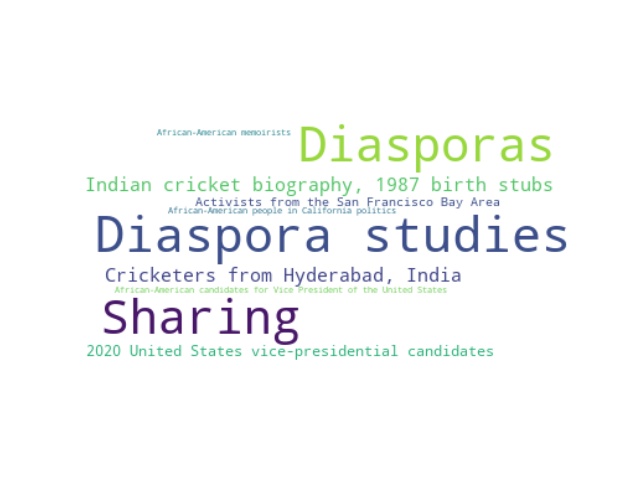 African-American memoirists
Diasporas
Indian cricket biography, 1987 birth stubs
Activists from the San Francisco Bay Area
African-American people in California politics
Diaspora studies
Cricketers from Hyderabad, India
African-American candidates for Vice President of the United States
Sharing
2020 United States vice-presidential candidates